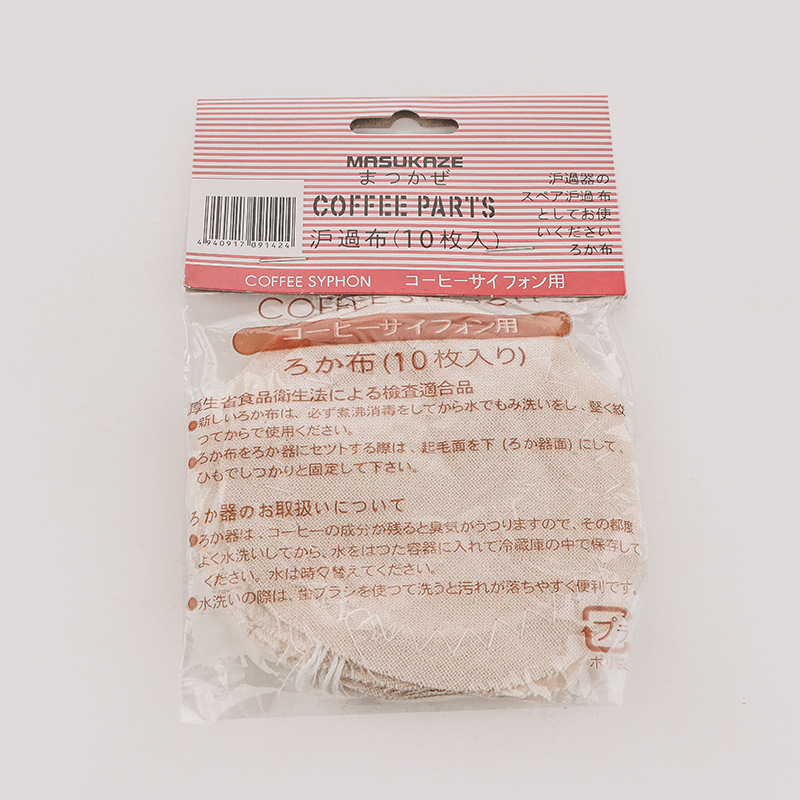 MASUKAZE
まつかぜ
COFFEE PARTS
沪過布(10枚入)
沪過器の
スペア沪過布
としてお使
いください
ろか布
4 940917 091424
COFFEE SYPHON コーヒーサイフォン用
COFFEE SYPHON
コーヒーサイフォン用
ろか布(10枚入り)
厚生省食品衛生法による検査適合品
●新しいろか布は、必ず煮沸消毒をしてから水でもみ洗いをし、堅く絞
つてからで使用ください。
●ろか布をろか器にセツトする際は、起毛面を下(ろか器面)にして、
ひもでしつかりと固定して下さい。
ろか器のお取扱いについて
●ろか器は、コーヒーの成分が残ると臭気がうつりますので、その都度
よく水洗いしてから、水をはつた容器に入れて冷蔵庫の中で保存して
ください。水は時々替えてください。
●水洗いの際は、歯ブラシを使つて洗うと汚れが落ちやすく便利です。
プラ
ポリ袋